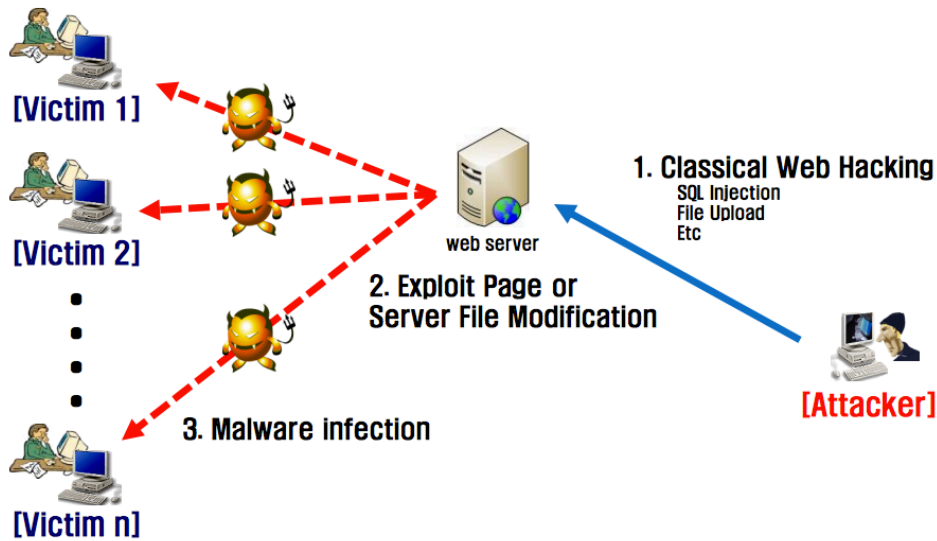 [Victim 1]
1. Classical Web Hacking
SQL Injection
File Upload
Etc
[Victim 2]
web server
2. Exploit Page or
Server File Modification
[Attacker]
3. Malware infection
[Victim n]